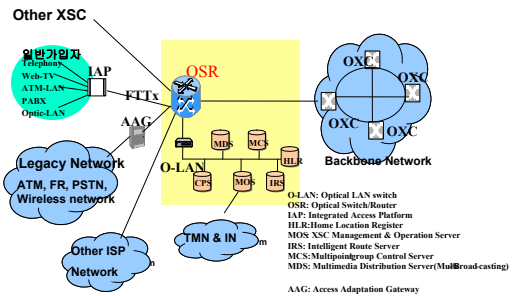 Other XSC
일반가입자
Telephony
Web-TV
ATM-LAN
PABX
Optic-LAN
IAP
FTTx
OSR
AAG
O-LAN
MDS
MCS
HLR
CPS
MOS
IRS
OXC
OXC
OXC
OXC
Backbone Network
Legacy Network
ATM, FR, PSTN,
Wireless network
Other ISP
Network
TMN & IN
O-LAN: Optical LAN switch
OSR: Optical Switch/Router
IAP: Integrated Access Platform
HLR:Home Location Register
MOS XSC Management & Operation Server
IRS: Intelligent Route Server
MCS:Multipoint/group Control Server
MDS: Multimedia Distribution Server(Multi/Broad-casting)
AAG: Access Adaptation Gateway